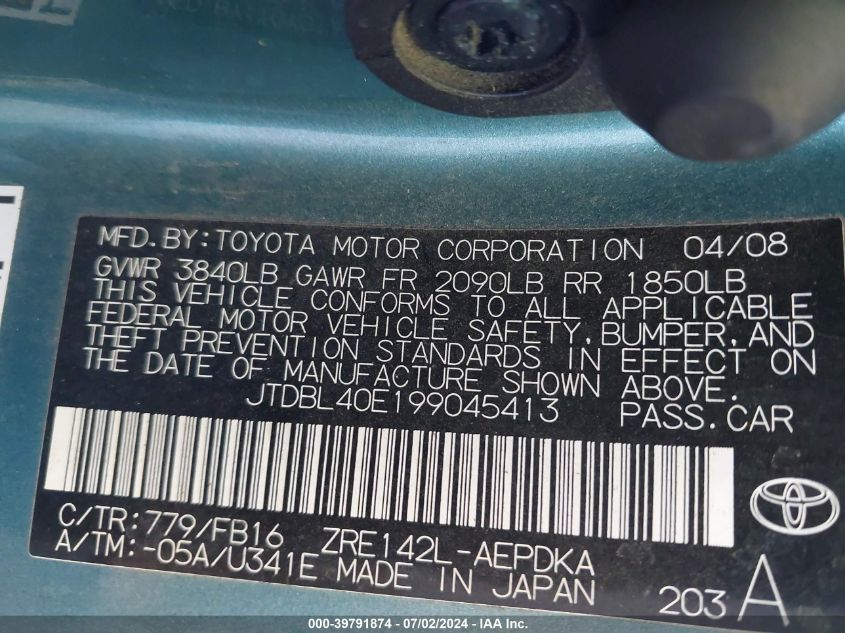 MFD.BY:TOYOTA MOTOR CORPORATION 04/08
GVWR 3840LB GAWR FR 2090LB RR 1850LB
THIS VEHICLE CONFORMS TO ALL APPLICABLE
FEDERAL MOTOR VEHICLE SAFETY,BUMPER,AND
THEFT PREVENTION STANDARDS IN EFFECT ON
THE DATE OF MANUFACTURE SHOWN ABOVE.
JTDBL40E199045413 PASS.CAR
C/TR:779/FB16 ZRE142L-AEPDKA
A/TM:-05A/U341E MADE IN JAPAN 203 A
000-39791874 - 07/02/2024 - © IAA Inc.